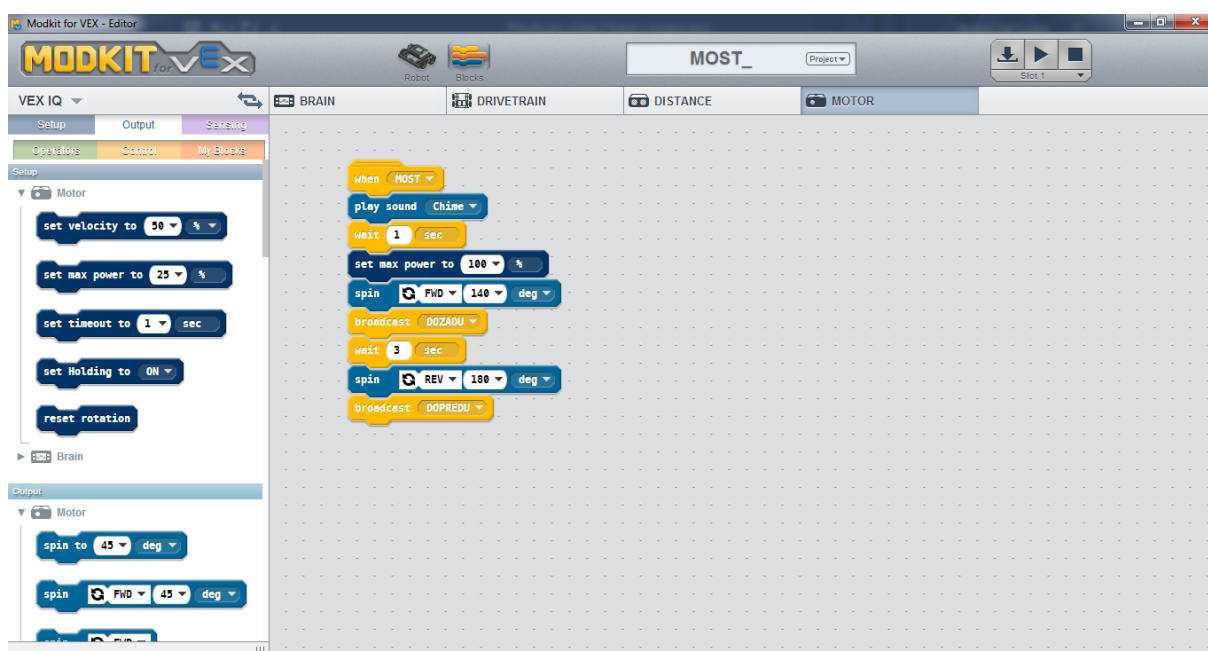 Modkit for VEX - Editor
MODKIT for VEX
Robot Blocks
MOST_ Project
Slot 1
VEX IQ
BRAIN DRIVETRAIN DISTANCE MOTOR
Setup Output Sensing
Operators Control My Blocks
Setup
Motor
set velocity to 50 %
set max power to 25 %
set timeout to 1 sec
set Holding to ON
reset rotation
Brain
Output
Motor
spin to 45 deg
spin FWD 45 deg
when MOST
play sound Chime
wait 1 sec
set max power to 100 %
spin FWD 140 deg
broadcast DOZADU
wait 3 sec
spin REV 180 deg
broadcast DOPREDU